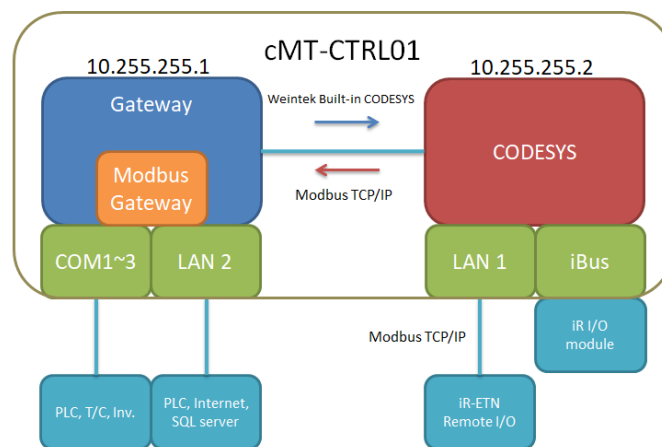 cMT-CTRL01
10.255.255.1
10.255.255.2
Gateway
Weintek Built-in CODESYS
CODESYS
Modbus
Gateway
Modbus TCP/IP
COM1~3
LAN 2
LAN 1
iBus
Modbus TCP/IP
iR I/O
module
PLC, T/C, Inv.
PLC, Internet,
SQL server
iR-ETN
Remote I/O